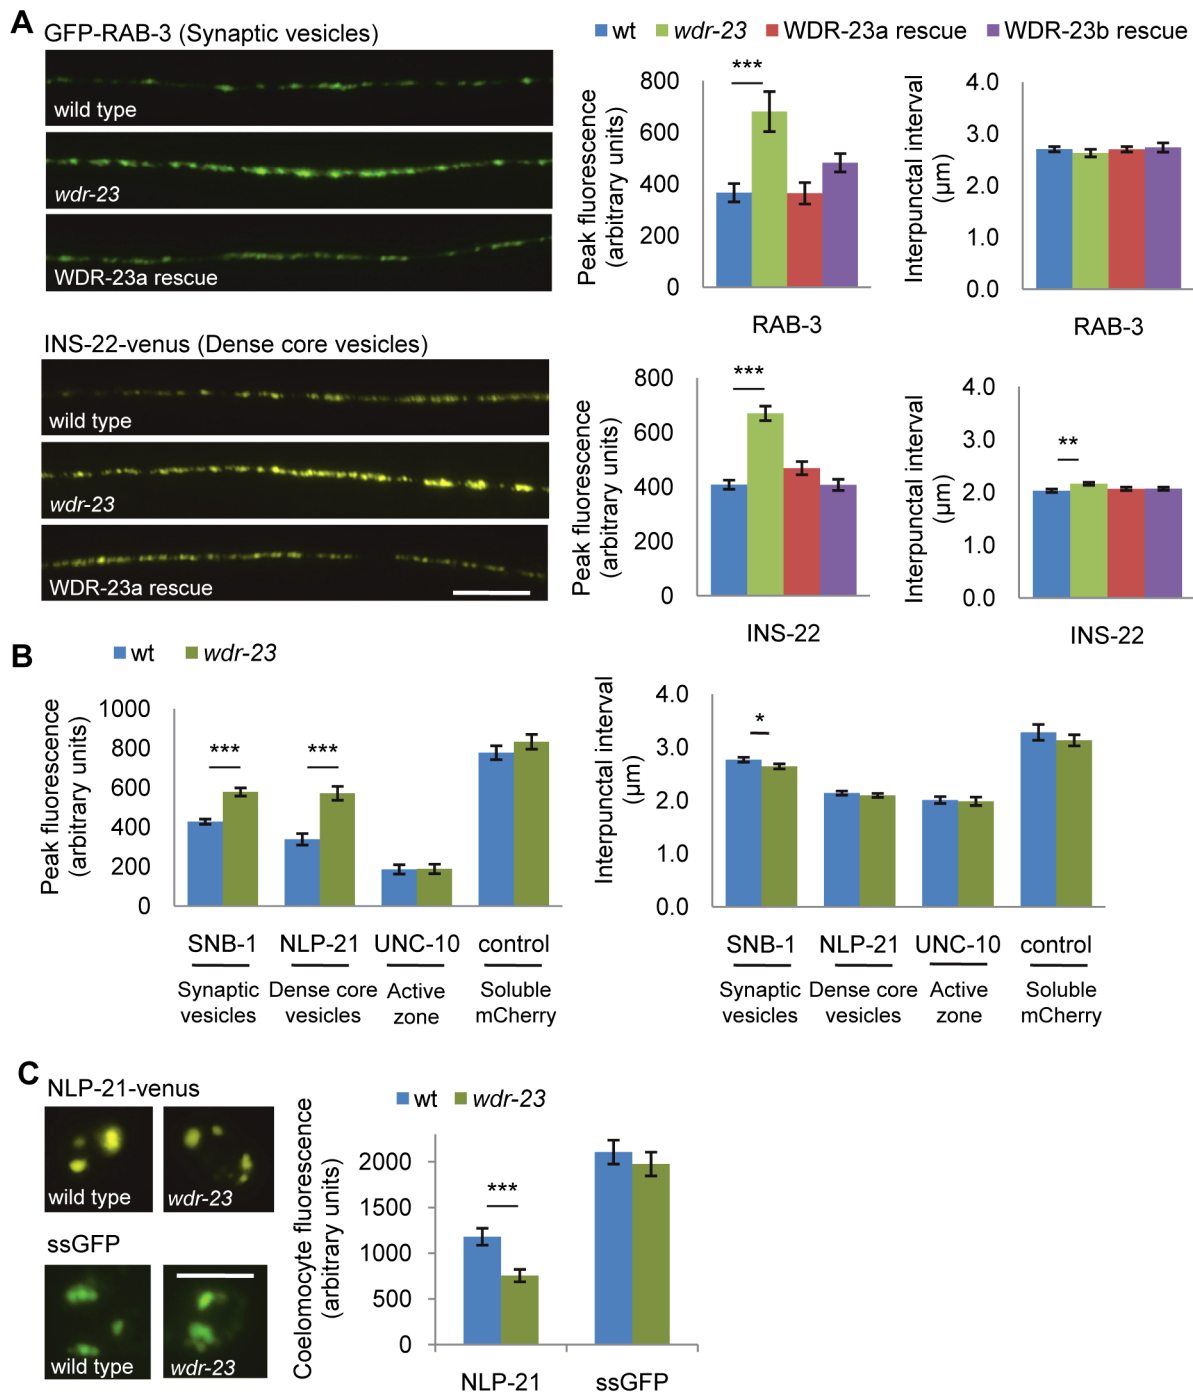 A
GFP-RAB-3 (Synaptic vesicles)
wild type
wdr-23
WDR-23a rescue
wt wdr-23 WDR-23a rescue WDR-23b rescue
Peak fluorescence
(arbitrary units)
800
600
400
200
0
***
RAB-3
Interpunctal interval
(μm)
4.0
3.0
2.0
1.0
0.0
RAB-3
INS-22-venus (Dense core vesicles)
wild type
wdr-23
WDR-23a rescue
Peak fluorescence
(arbitrary units)
800
600
400
200
0
***
INS-22
Interpunctal interval
(μm)
4.0
3.0
2.0
1.0
0.0
**
INS-22
B
wt wdr-23
Peak fluorescence
(arbitrary units)
1000
800
600
400
200
0
*** ***
SNB-1 NLP-21 UNC-10 control
Synaptic vesicles Dense core vesicles Active zone Soluble mCherry
Interpunctal interval
(μm)
4.0
3.0
2.0
1.0
0.0
*
SNB-1 NLP-21 UNC-10 control
Synaptic vesicles Dense core vesicles Active zone Soluble mCherry
C
NLP-21-venus
wild type wdr-23
ssGFP
wild type wdr-23
wt wdr-23
Coelomocyte fluorescence
(arbitrary units)
2000
1500
1000
500
0
***
NLP-21 ssGFP